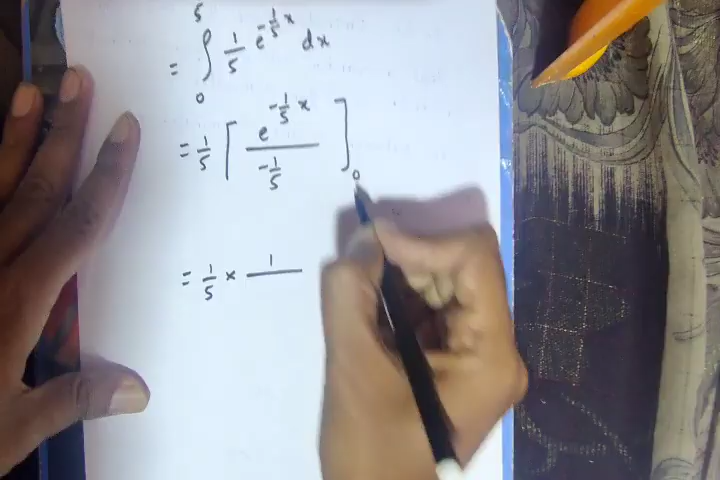 = ∫₀⁵ 1/5 e^(-1/5 x) dx
= 1/5 [ e^(-1/5 x) / (-1/5) ]₀
= 1/5 × 1/